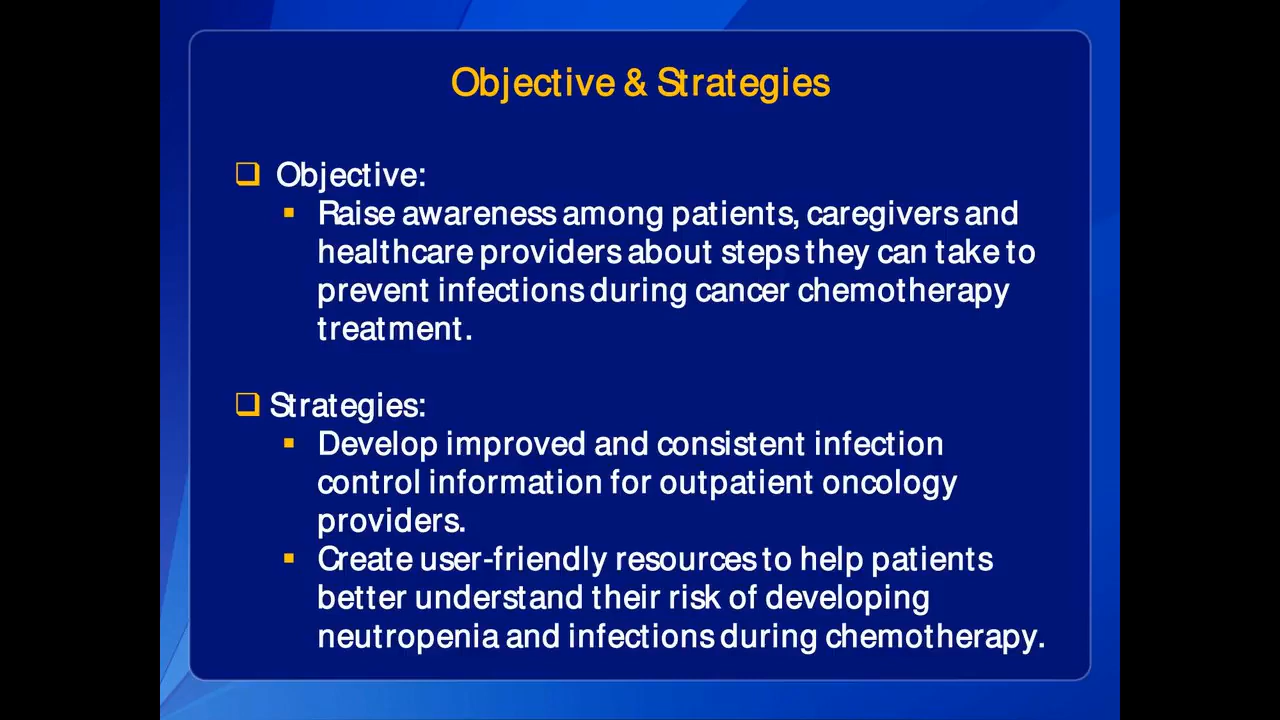 Objective & Strategies
Objective:
Raise awareness among patients, caregivers and
healthcare providers about steps they can take to
prevent infections during cancer chemotherapy
treatment.
Strategies:
Develop improved and consistent infection
control information for outpatient oncology
providers.
Create user-friendly resources to help patients
better understand their risk of developing
neutropenia and infections during chemotherapy.